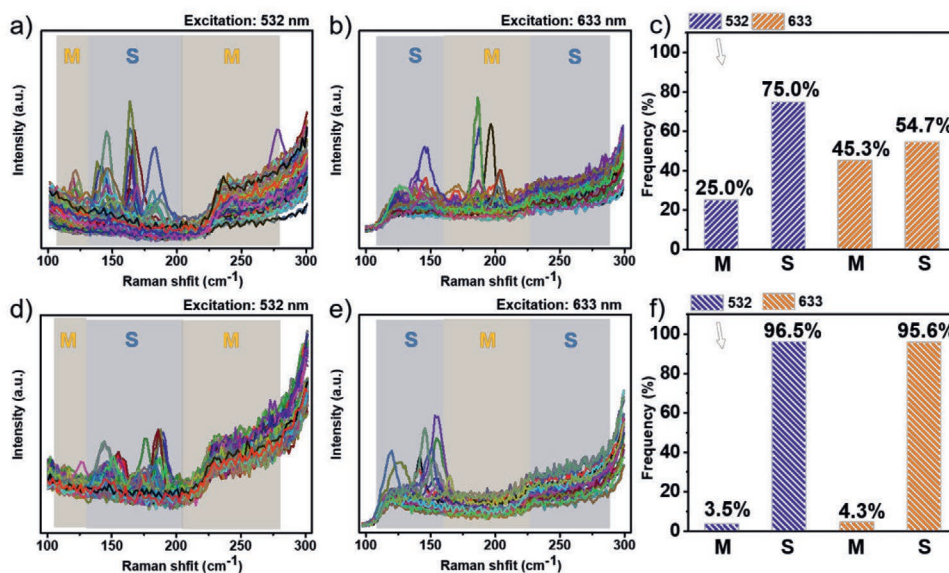 a) Excitation: 532 nm
M S M
Intensity (a.u.)
100 150 200 250 300
Raman shfit (cm-1)
b) Excitation: 633 nm
S M S
Intensity (a.u.)
100 150 200 250 300
Raman shfit (cm-1)
c) 532 633
Frequency (%)
100
80
60
40
20
0
25.0% 75.0% 45.3% 54.7%
M S M S
d) Excitation: 532 nm
M S M
Intensity (a.u.)
100 150 200 250 300
Raman shfit (cm-1)
e) Excitation: 633 nm
S M S
Intensity (a.u.)
100 150 200 250 300
Raman shfit (cm-1)
f) 532 633
Frequency (%)
100
80
60
40
20
0
3.5% 96.5% 4.3% 95.6%
M S M S